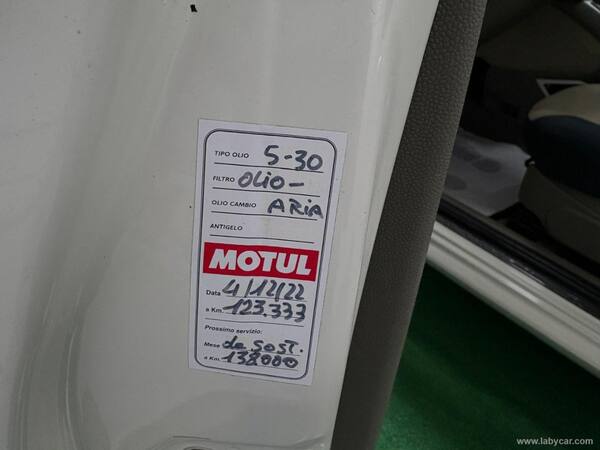 TIPO OLIO 5-30
FILTRO OLIO-
OLIO CAMBIO ARIA
ANTIGELO
MOTUL
Data 4/12/22
a Km. 123.333
Prossimo servizio:
Mese da SOST.
a Km. 138000
www.labycar.com